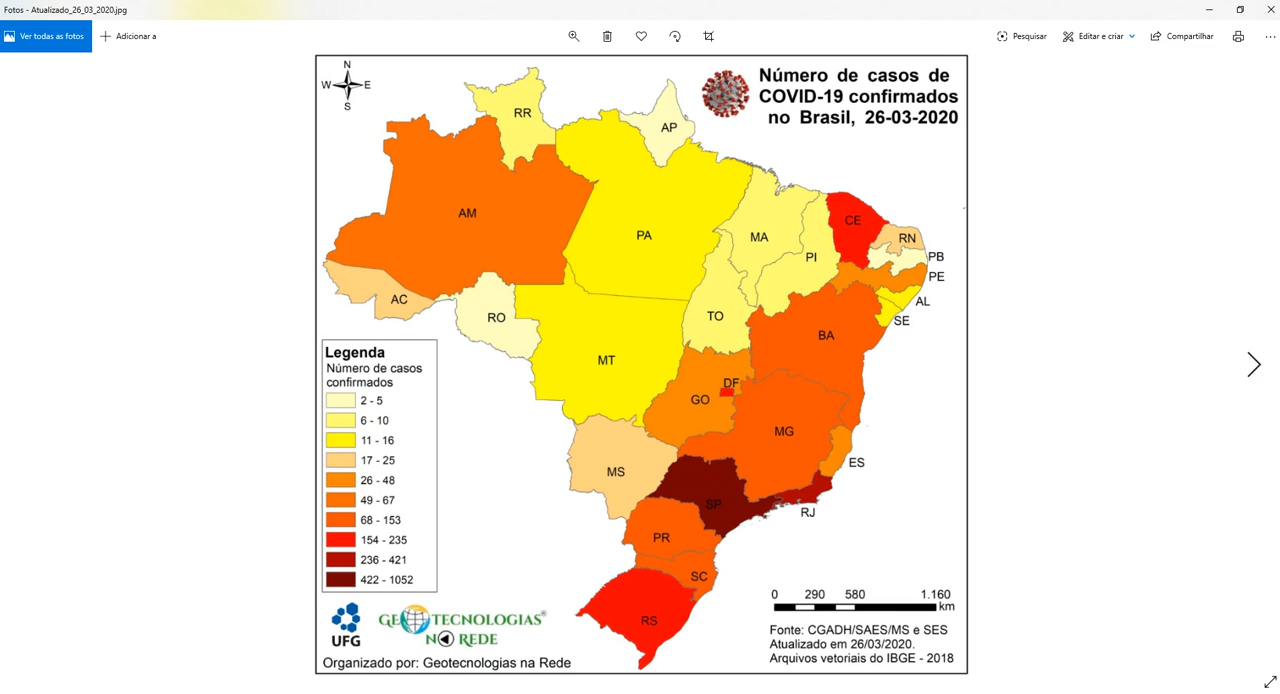 Fotos - Atualizado_26_03_2020.jpg
Ver todas as fotos
Adicionar a
Pesquisar
Editar e criar
Compartilhar
N
W E
S
Número de casos de
COVID-19 confirmados
no Brasil, 26-03-2020
RR
AP
AM
PA
MA
CE
RN
PI
PB
PE
AC
RO
TO
AL
SE
BA
MT
DF
GO
MG
MS
ES
SP
RJ
PR
SC
RS
Legenda
Número de casos
confirmados
2 - 5
6 - 10
11 - 16
17 - 25
26 - 48
49 - 67
68 - 153
154 - 235
236 - 421
422 - 1052
0 290 580 1.160
km
UFG
GEOTECNOLOGIAS®
NA REDE
Organizado por: Geotecnologias na Rede
Fonte: CGADH/SAES/MS e SES
Atualizado em 26/03/2020.
Arquivos vetoriais do IBGE - 2018